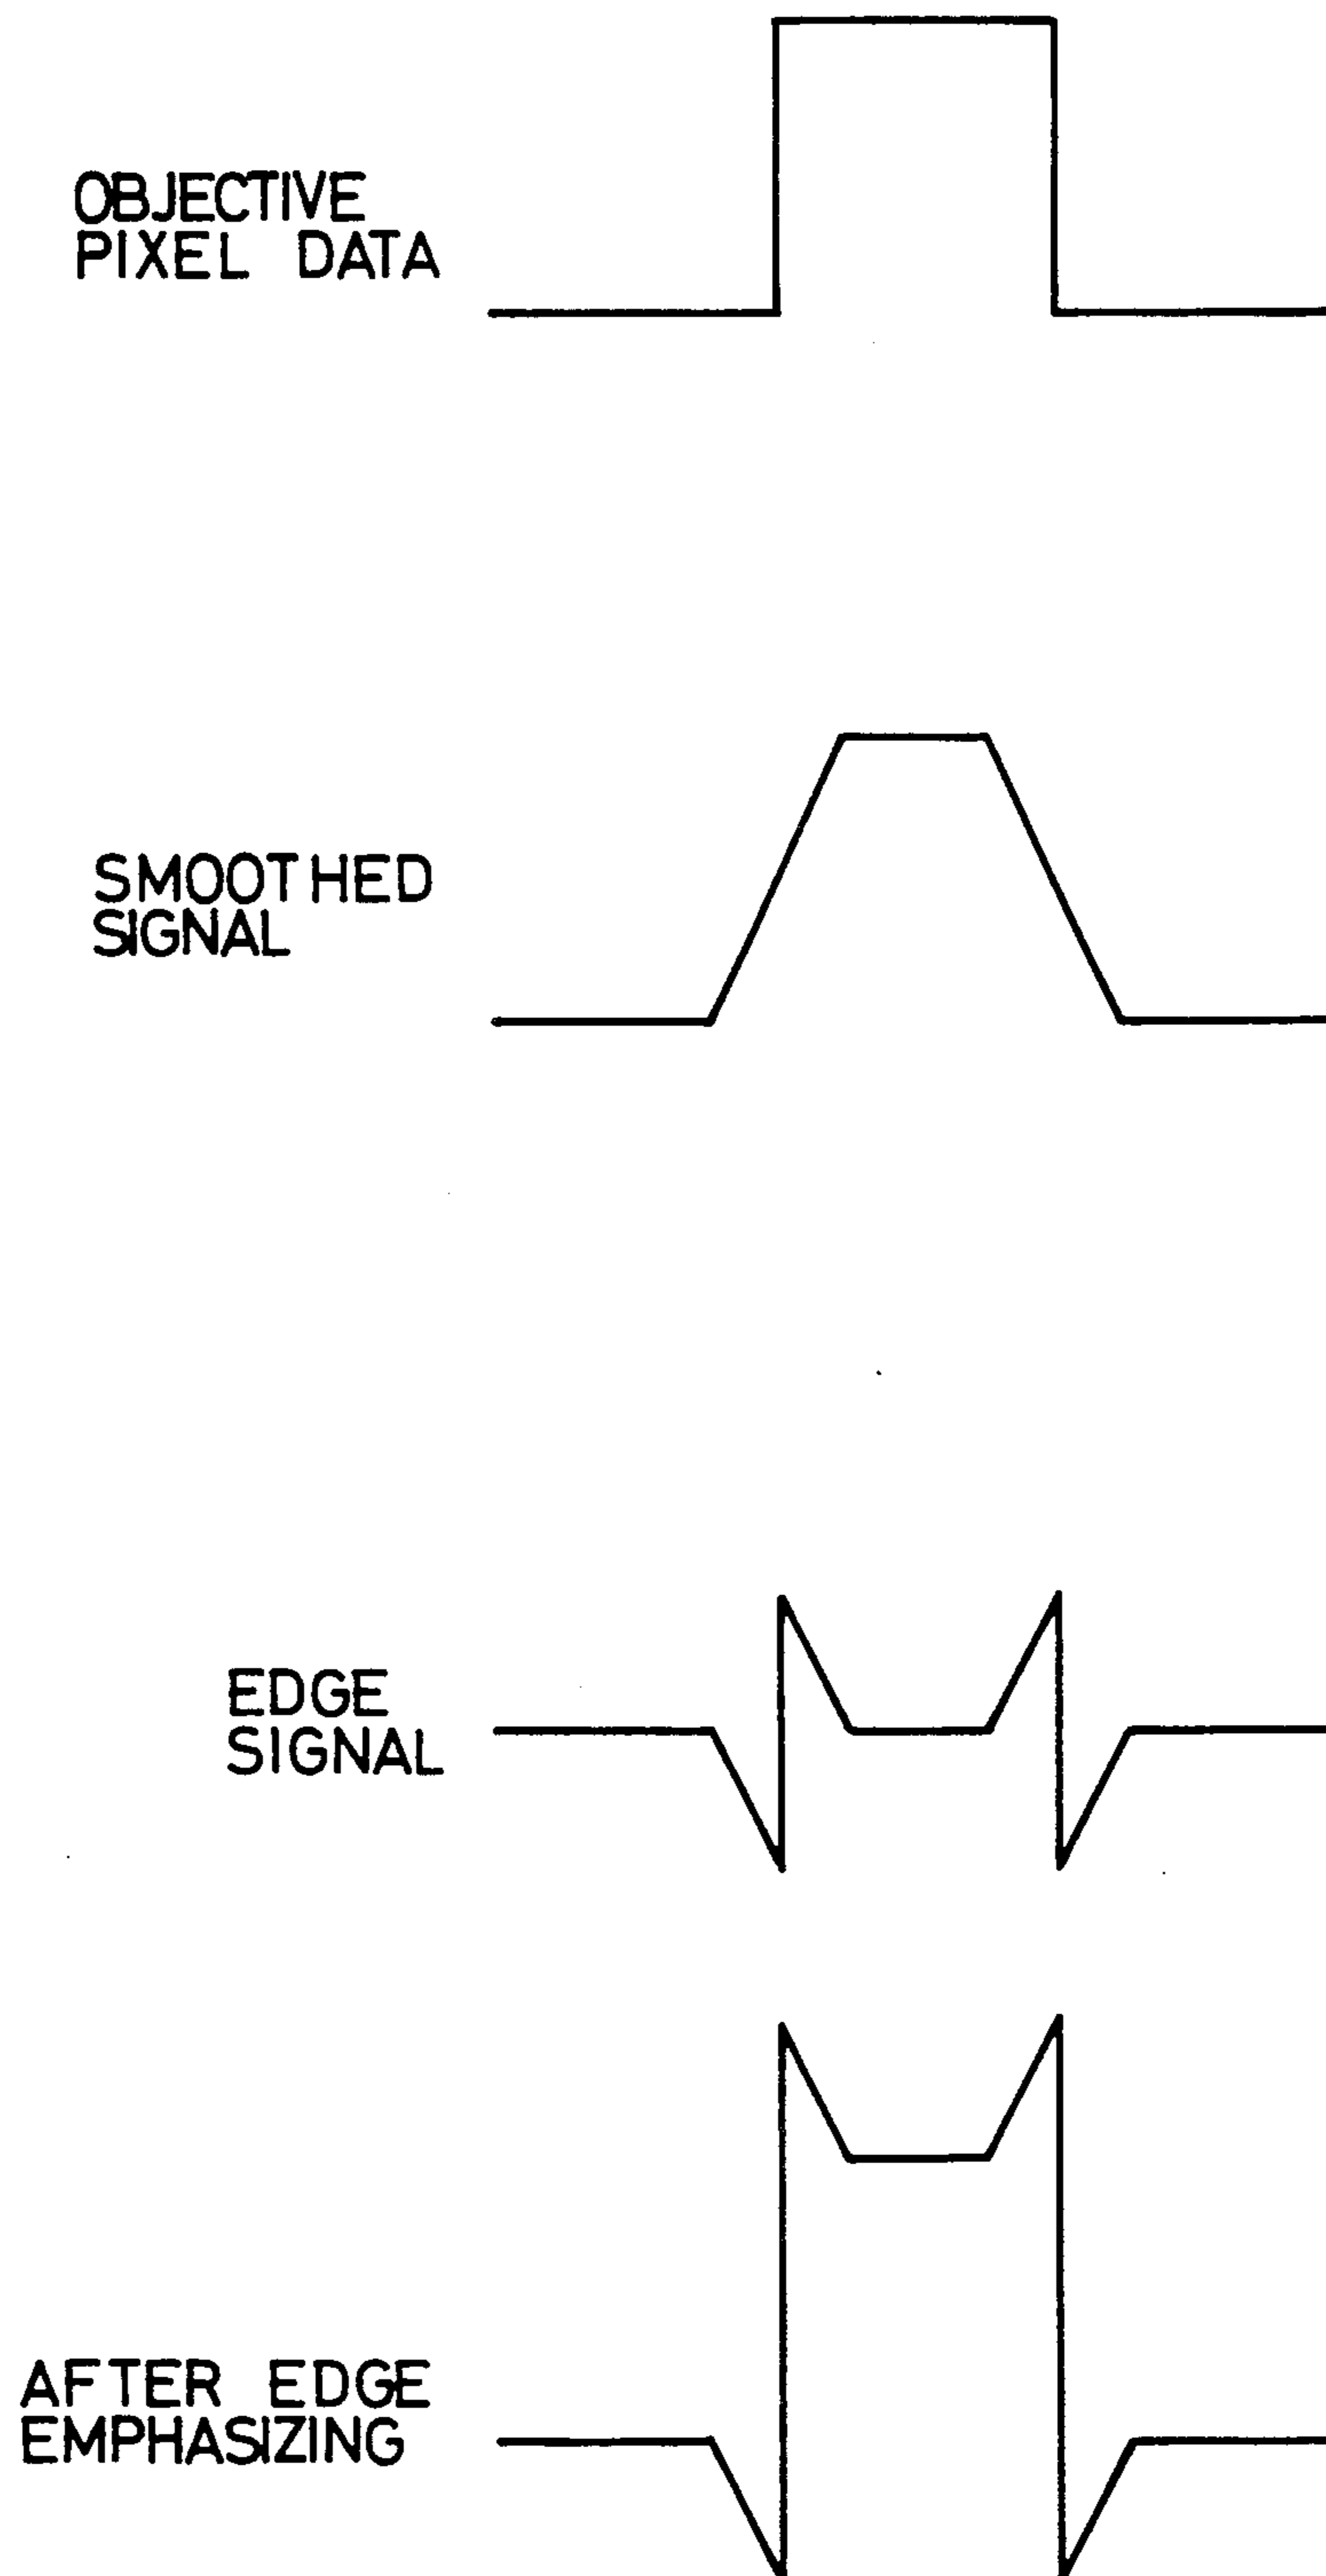 OBJECTIVE
PIXEL DATA
SMOOTHED
SIGNAL
EDGE
SIGNAL
AFTER EDGE
EMPHASIZING